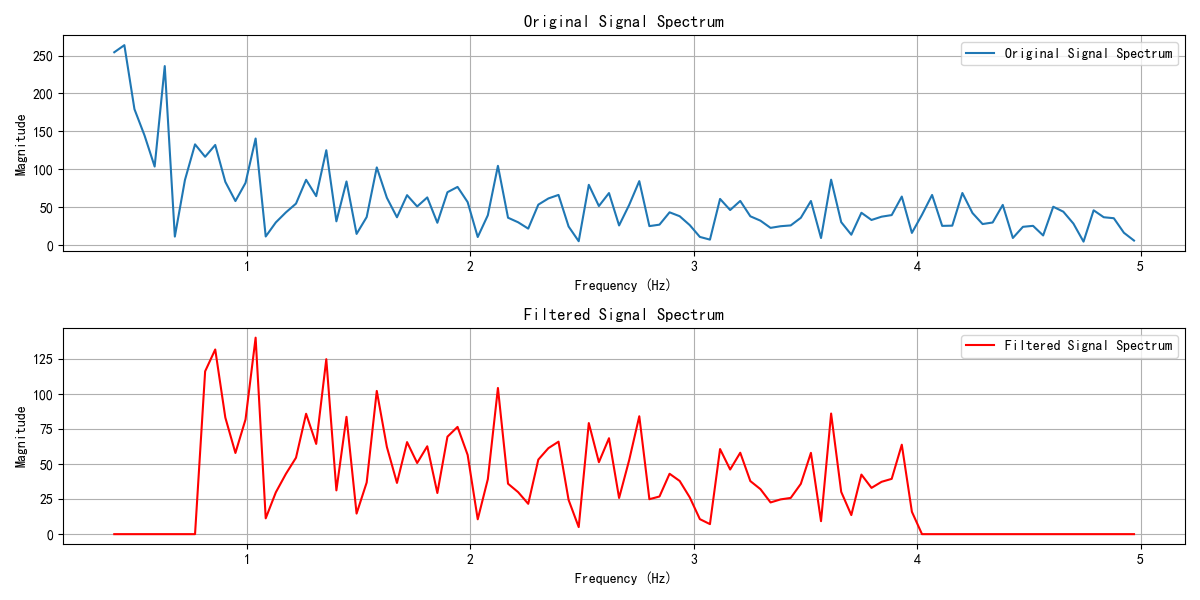 Original Signal Spectrum
Original Signal Spectrum
Magnitude
250
200
150
100
50
0
1 2 3 4 5
Frequency (Hz)
Filtered Signal Spectrum
Filtered Signal Spectrum
Magnitude
125
100
75
50
25
0
1 2 3 4 5
Frequency (Hz)